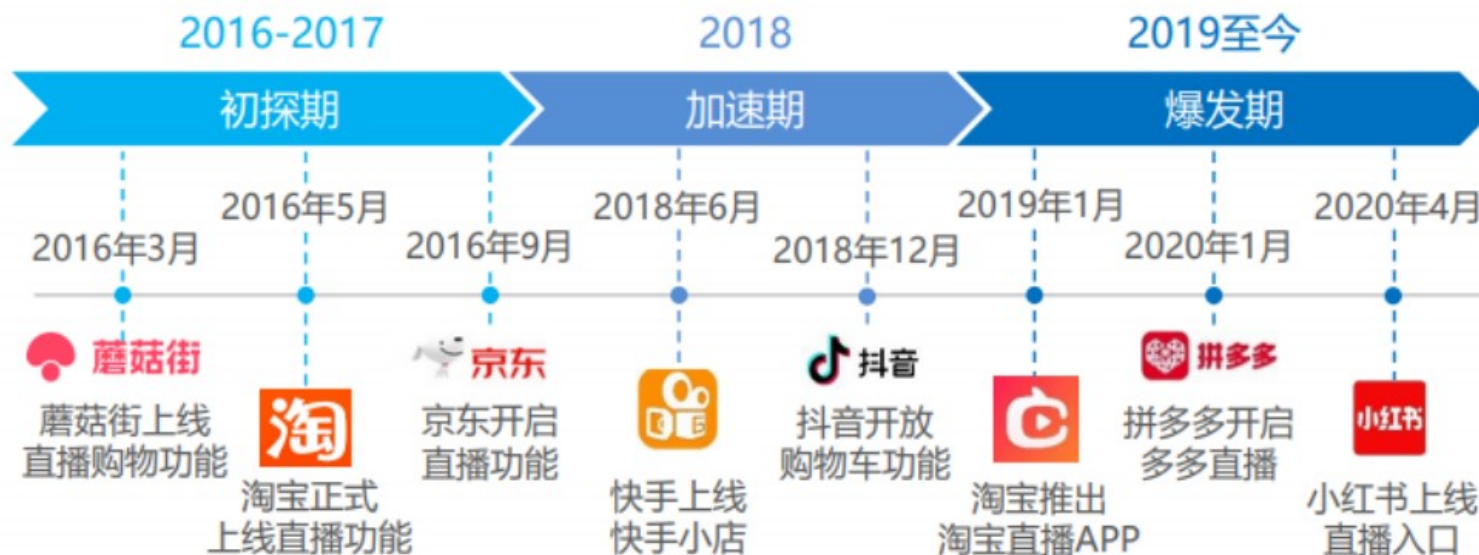 2016-2017
2018
2019至今
初探期
加速期
爆发期
2016年3月
2016年5月
2016年9月
2018年6月
2018年12月
2019年1月
2020年1月
2020年4月
蘑菇街
蘑菇街上线
直播购物功能
淘
淘宝正式
上线直播功能
京东
京东开启
直播功能
快手上线
快手小店
抖音
抖音开放
购物车功能
淘宝推出
淘宝直播APP
拼多多
拼多多开启
多多直播
小红书
小红书上线
直播入口